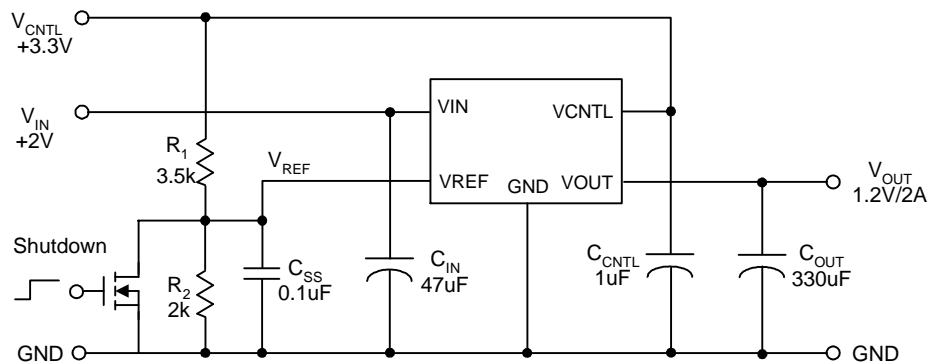 VCNTL
+3.3V
VIN
+2V
R1
3.5k
VREF
VIN
VCNTL
VREF
GND
VOUT
VOUT
1.2V/2A
Shutdown
R2
2k
CSS
0.1uF
CIN
47uF
CCNTL
1uF
COUT
330uF
GND
GND